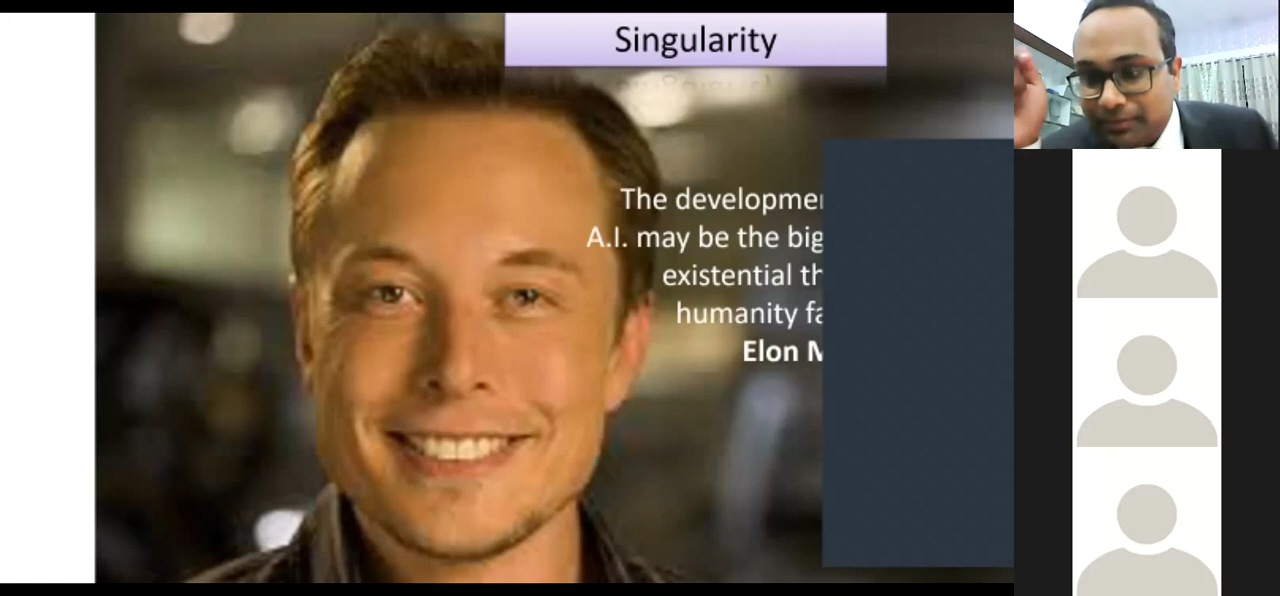 Singularity
The developmen
A.I. may be the big
existential th
humanity fa
Elon M